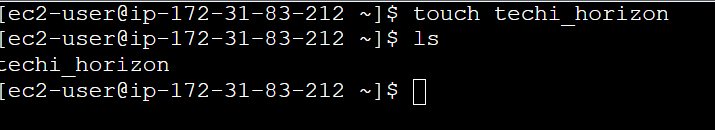 [ec2-user@ip-172-31-83-212 ~]$ touch techi_horizon
[ec2-user@ip-172-31-83-212 ~]$ ls
techi_horizon
[ec2-user@ip-172-31-83-212 ~]$